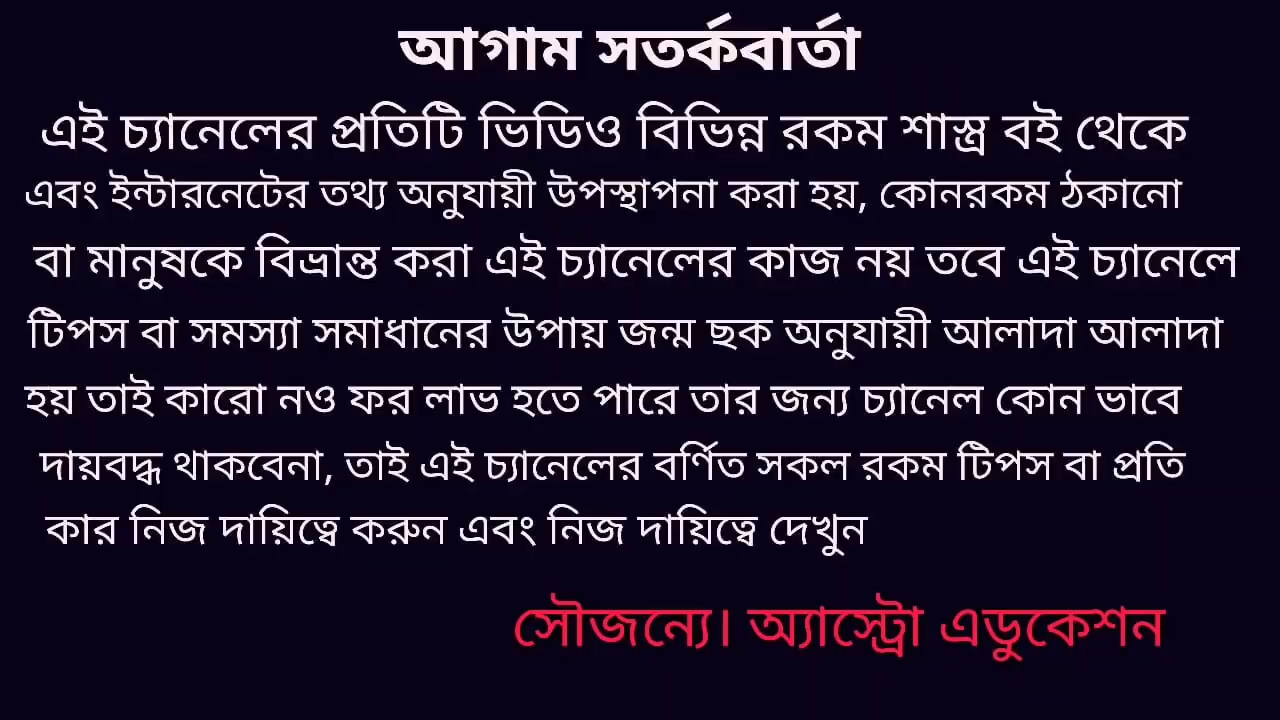 আগাম সতর্কবার্তা
এই চ্যানেলের প্রতিটি ভিডিও বিভিন্ন রকম শাস্ত্র বই থেকে
এবং ইন্টারনেটের তথ্য অনুযায়ী উপস্থাপনা করা হয়, কোনরকম ঠকানো
বা মানুষকে বিভ্রান্ত করা এই চ্যানেলের কাজ নয় তবে এই চ্যানেলে
টিপস বা সমস্যা সমাধানের উপায় জন্ম ছক অনুযায়ী আলাদা আলাদা
হয় তাই কারো নও ফর লাভ হতে পারে তার জন্য চ্যানেল কোন ভাবে
দায়বদ্ধ থাকবেনা, তাই এই চ্যানেলের বর্ণিত সকল রকম টিপস বা প্রতি
কার নিজ দায়িত্বে করুন এবং নিজ দায়িত্বে দেখুন
সৌজন্যে। অ্যাস্ট্রো এডুকেশন